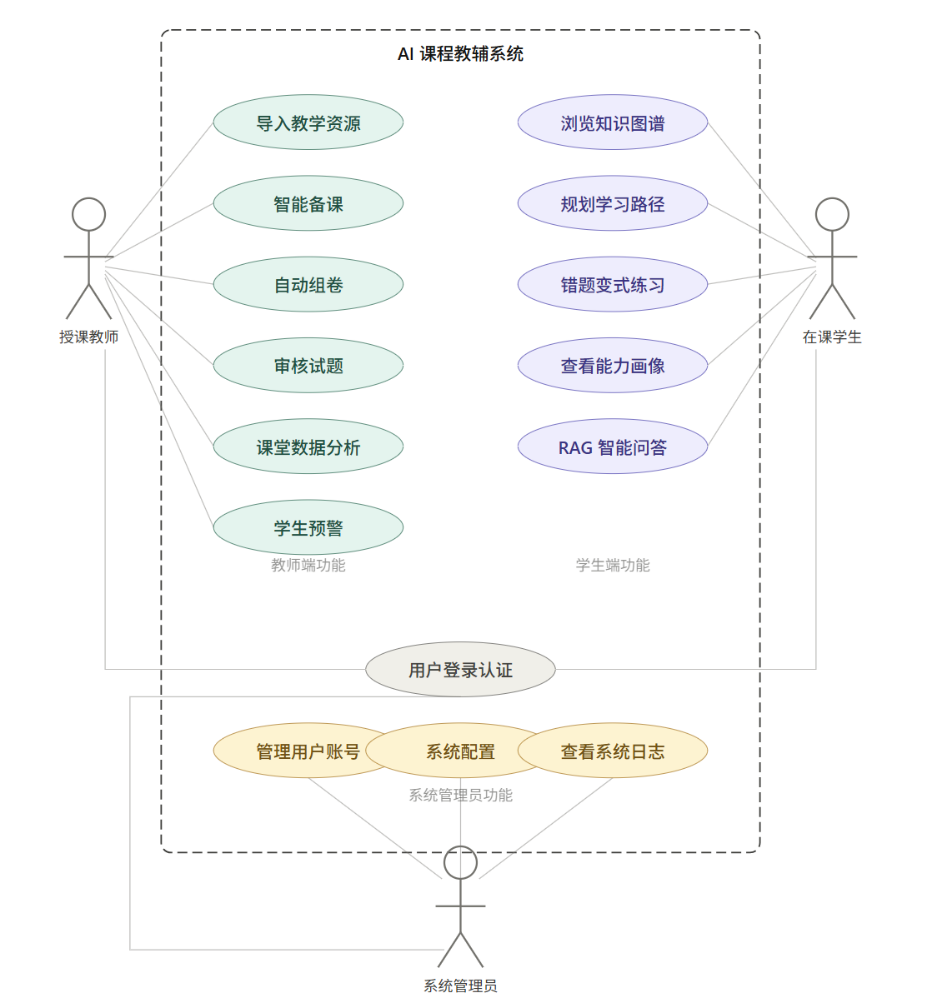 AI 课程教辅系统
导入教学资源
浏览知识图谱
智能备课
规划学习路径
自动组卷
错题变式练习
授课教师
在课学生
审核试题
查看能力画像
课堂数据分析
RAG 智能问答
学生预警
教师端功能
学生端功能
用户登录认证
管理用户账号
系统配置
查看系统日志
系统管理员功能
系统管理员